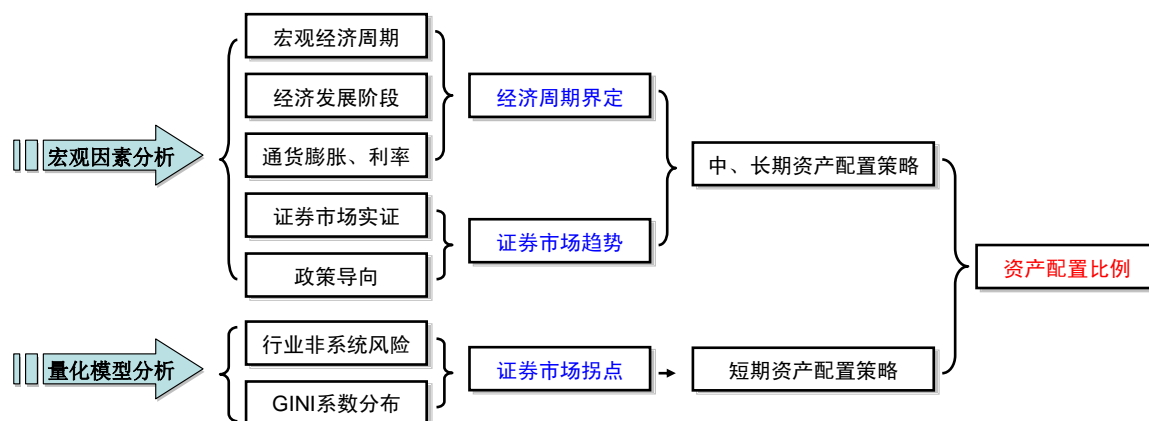 宏观因素分析
宏观经济周期
经济发展阶段
通货膨胀、利率
证券市场实证
政策导向
经济周期界定
证券市场趋势
中、长期资产配置策略
量化模型分析
行业非系统风险
GINI系数分布
证券市场拐点
短期资产配置策略
资产配置比例